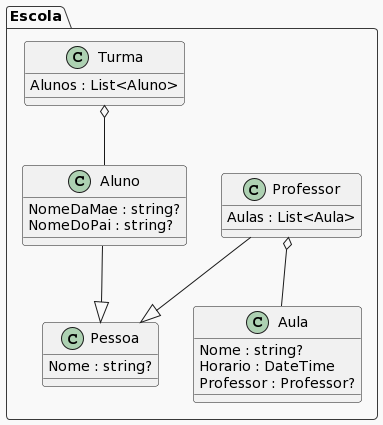 Escola
C Turma
Alunos : List<Aluno>
C Aluno
NomeDaMae : string?
NomeDoPai : string?
C Professor
Aulas : List<Aula>
C Pessoa
Nome : string?
C Aula
Nome : string?
Horario : DateTime
Professor : Professor?